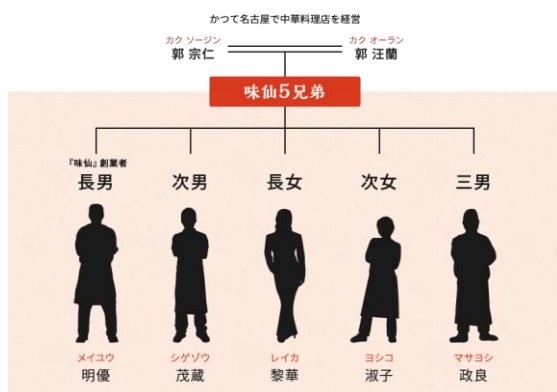 かつて名古屋で中華料理店を経営
カク ソージン
郭 宗仁
カク オーラン
郭 汪蘭
味仙5兄弟
『味仙』創業者
長男
次男
長女
次女
三男
メイユウ
明優
シゲゾウ
茂蔵
レイカ
黎華
ヨシコ
淑子
マサヨシ
政良